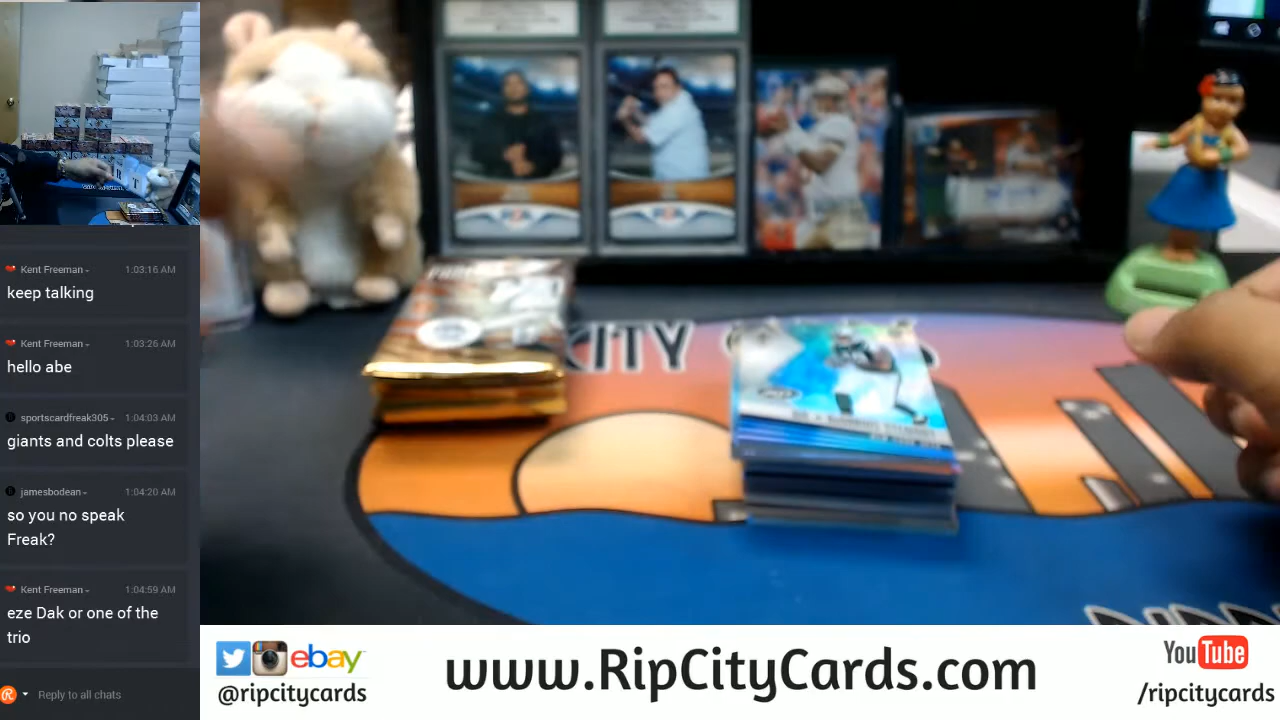 Kent Freeman 1:03:16 AM
keep talking
Kent Freeman 1:03:26 AM
hello abe
sportscardfreak305 1:04:03 AM
giants and colts please
jamesbodean 1:04:20 AM
so you no speak
Freak?
Kent Freeman 1:04:59 AM
eze Dak or one of the
trio
Reply to all chats
CITY
ebay
@ripcitycards
www.RipCityCards.com
YouTube
/ripcitycards